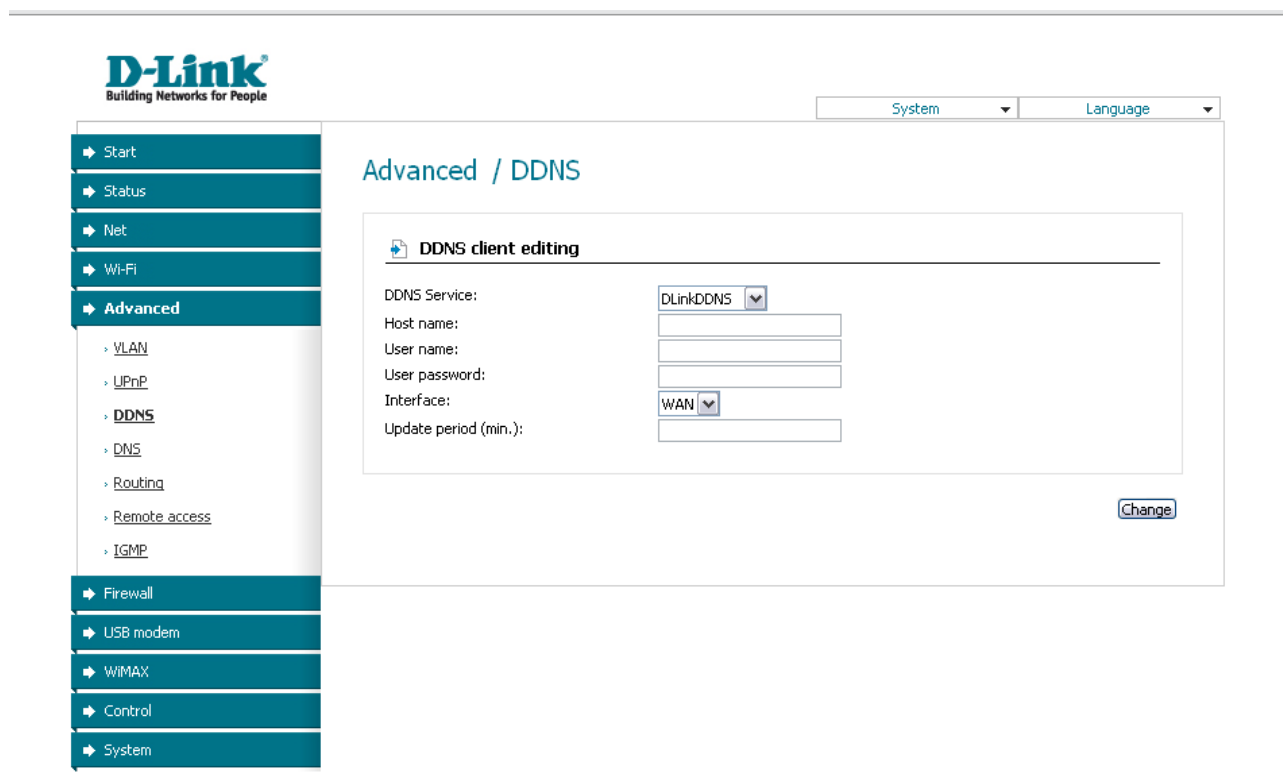 D-Link
Building Networks for People
System
Language
Start
Status
Net
Wi-Fi
Advanced
VLAN
UPnP
DDNS
DNS
Routing
Remote access
IGMP
Firewall
USB modem
WiMAX
Control
System
Advanced / DDNS
DDNS client editing
DDNS Service: DLinkDDNS
Host name:
User name:
User password:
Interface: WAN
Update period (min.):
Change